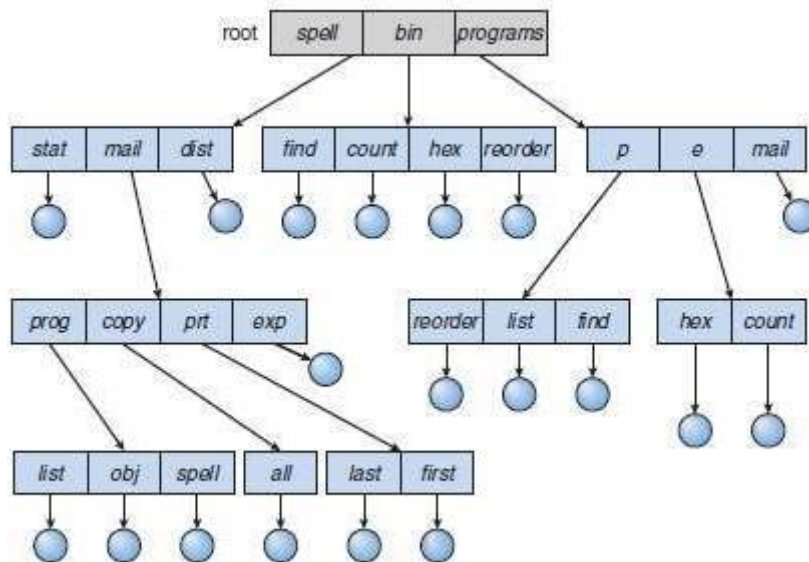 root spell bin programs
stat mail dist find count hex reorder p e mail
prog copy prt exp reorder list find hex count
list obj spell all last first